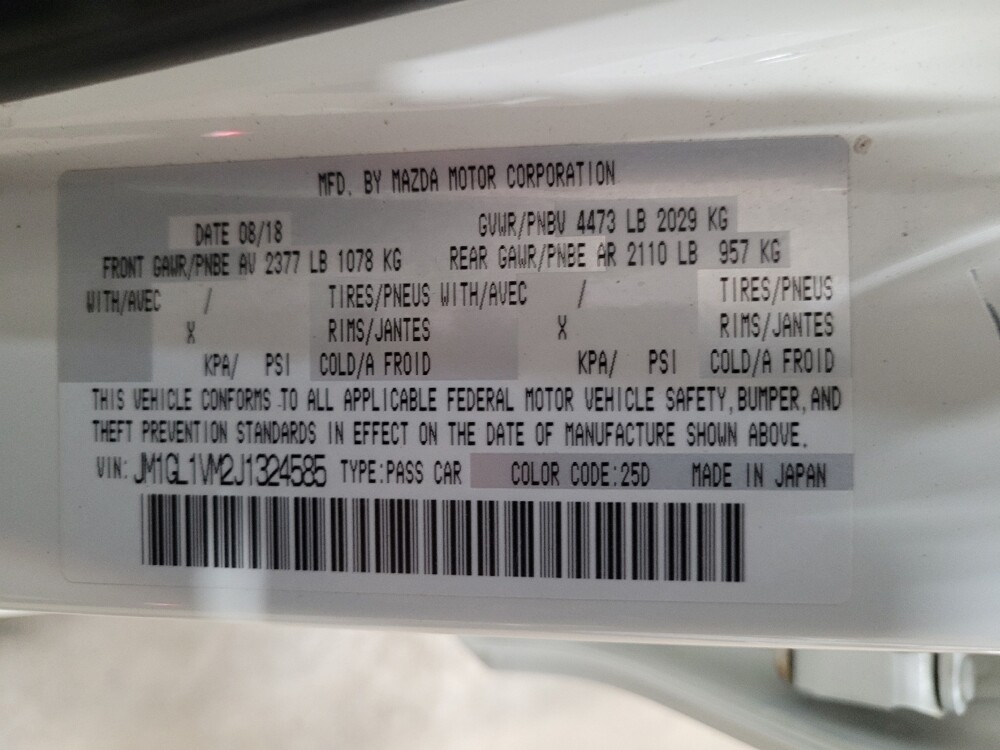 MFD. BY MAZDA MOTOR CORPORATION
DATE 08/18 GVWR/PNBV 4473 LB 2029 KG
FRONT GAWR/PNBE AV 2377 LB 1078 KG REAR GAWR/PNBE AR 2110 LB 957 KG
WITH/AVEC / TIRES/PNEUS WITH/AVEC / TIRES/PNEUS
X RIMS/JANTES X RIMS/JANTES
KPA/ PSI COLD/A FROID KPA/ PSI COLD/A FROID
THIS VEHICLE CONFORMS TO ALL APPLICABLE FEDERAL MOTOR VEHICLE SAFETY, BUMPER, AND
THEFT PREVENTION STANDARDS IN EFFECT ON THE DATE OF MANUFACTURE SHOWN ABOVE.
VIN: JM1GL1VM2J1324585 TYPE:PASS CAR COLOR CODE:25D MADE IN JAPAN